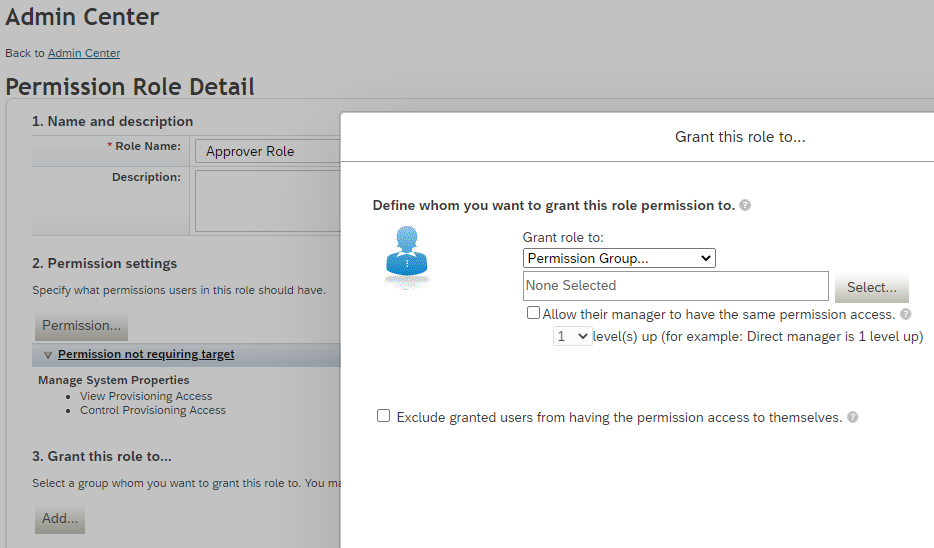 Admin Center
Back to Admin Center
Permission Role Detail
1. Name and description
* Role Name:
Approver Role
Description:
2. Permission settings
Specify what permissions users in this role should have.
Permission...
Permission not requiring target
Manage System Properties
• View Provisioning Access
• Control Provisioning Access
3. Grant this role to...
Select a group whom you want to grant this role to. You ma
Add...
Grant this role to...
Define whom you want to grant this role permission to. ?
Grant role to:
Permission Group...
None Selected
Select...
Allow their manager to have the same permission access. ?
1 level(s) up (for example: Direct manager is 1 level up)
Exclude granted users from having the permission access to themselves. ?